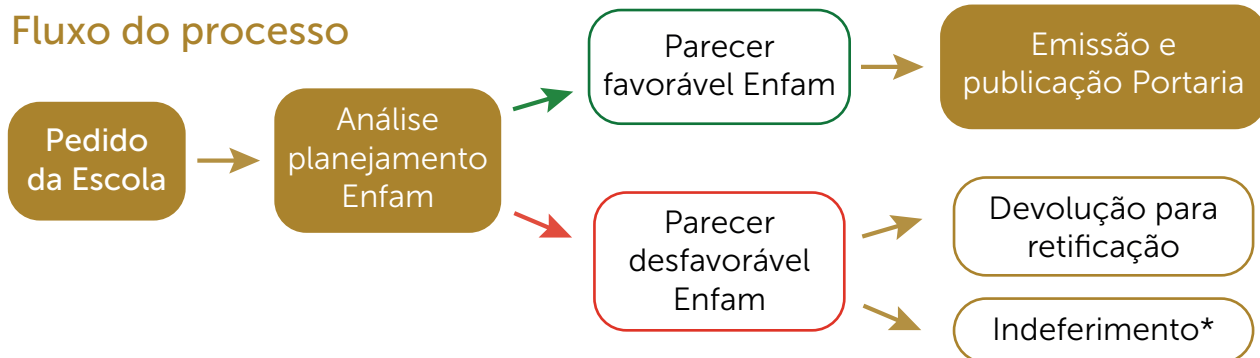 Fluxo do processo
Pedido
da Escola
Análise
planejamento
Enfam
Parecer
favorável Enfam
Emissão e
publicação Portaria
Parecer
desfavorável
Enfam
Devolução para
retificação
Indeferimento*